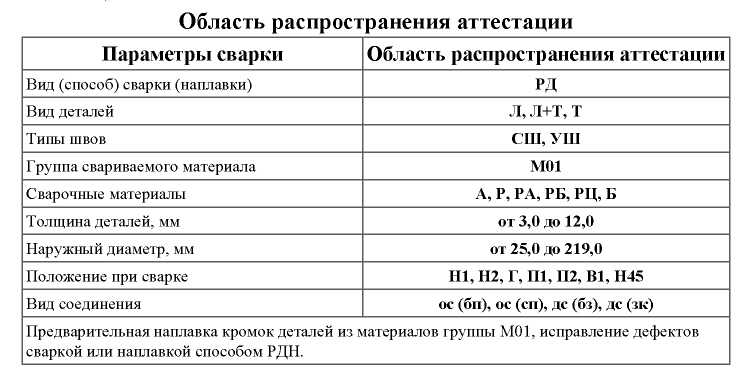 Область распространения аттестации
Параметры сварки Область распространения аттестации
Вид (способ) сварки (наплавки) РД
Вид деталей Л, Л+Т, Т
Типы швов СШ, УШ
Группа свариваемого материала М01
Сварочные материалы А, Р, РА, РБ, РЦ, Б
Толщина деталей, мм от 3,0 до 12,0
Наружный диаметр, мм от 25,0 до 219,0
Положение при сварке Н1, Н2, Г, П1, П2, В1, Н45
Вид соединения ос (бп), ос (сп), дс (бз), дс (зк)
Предварительная наплавка кромок деталей из материалов группы М01, исправление дефектов
сваркой или наплавкой способом РДН.